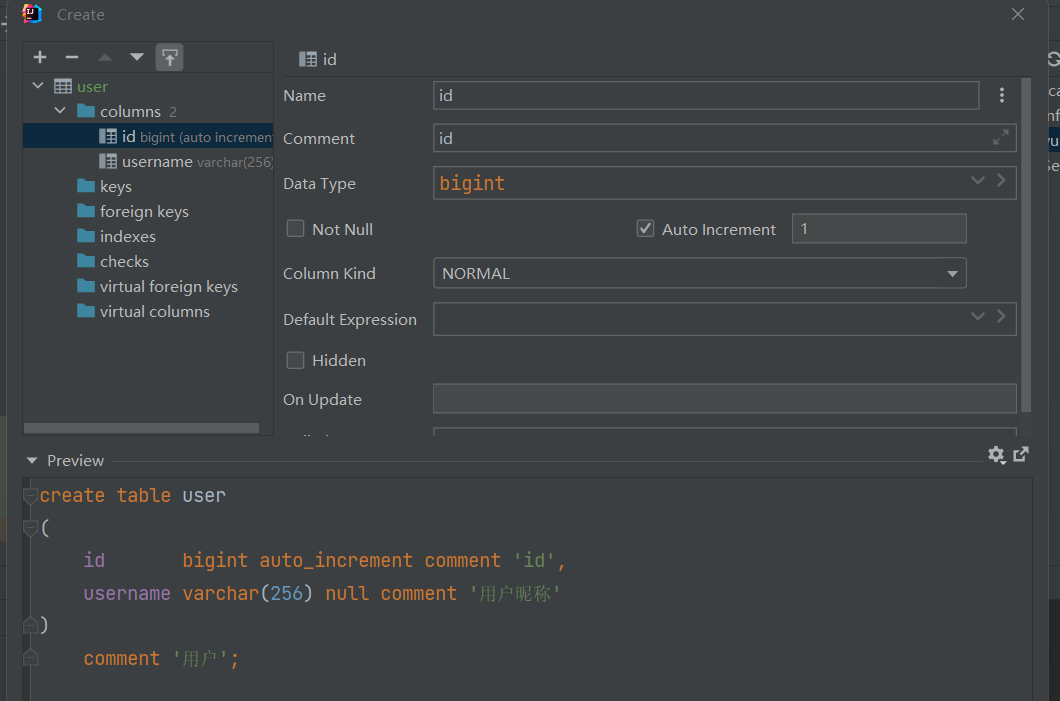 Create
user
columns 2
id bigint (auto incremen
username varchar(256)
keys
foreign keys
indexes
checks
virtual foreign keys
virtual columns
id
Name id
Comment id
Data Type bigint
Not Null Auto Increment 1
Column Kind NORMAL
Default Expression
Hidden
On Update
Preview
create table user
(
id bigint auto_increment comment 'id',
username varchar(256) null comment '用户昵称'
)
comment '用户';